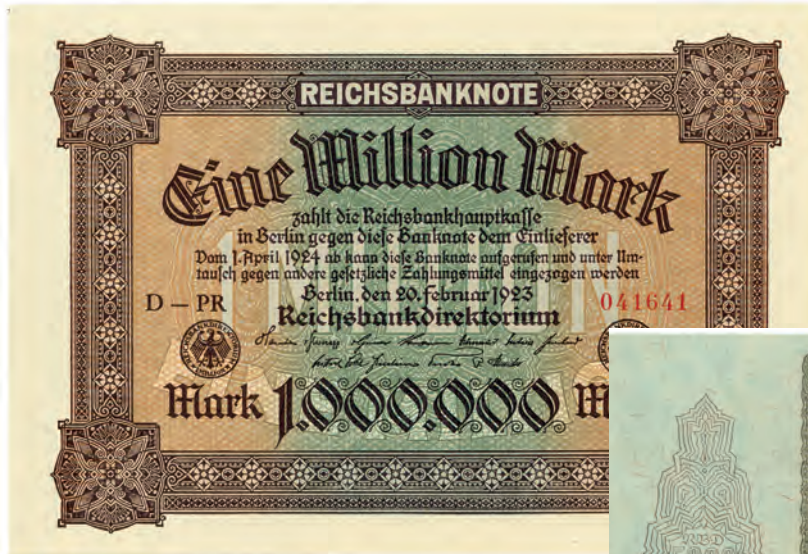 REICHSBANKNOTE
Eine Million Mark
zahlt die Reichsbankhauptkasse
in Berlin gegen diese Banknote dem Einlieferer
Vom 1. April 1924 ab kann diese Banknote aufgerufen und unter Um-
tausch gegen andere gesetzliche Zahlungsmittel eingezogen werden
Berlin, den 20. Februar 1923
D — PR 041641
Reichsbankdirektorium
Mark 1.000.000 M
RBD